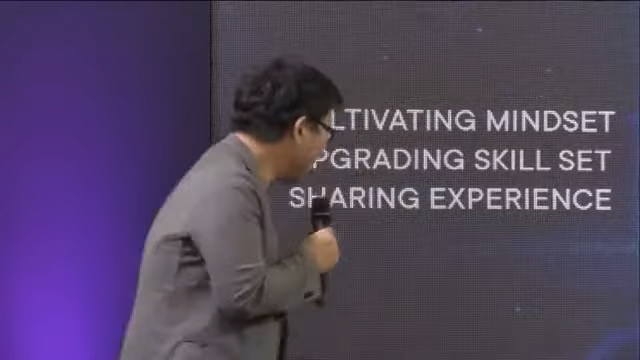 LTIVATING MINDSET
PGRADING SKILL SET
SHARING EXPERIENCE